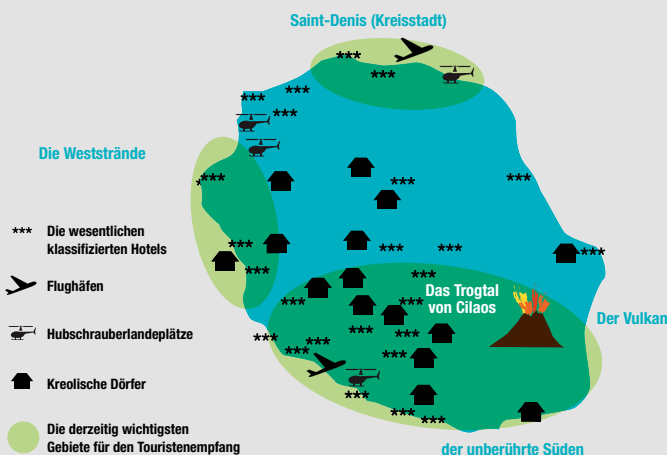 Saint-Denis (Kreisstadt)
Die Weststrände
*** Die wesentlichen
klassifizierten Hotels
Flughäfen
Hubschrauberlandeplätze
Kreolische Dörfer
Die derzeitig wichtigsten
Gebiete für den Touristenempfang
Das Trogtal
von Cilaos
Der Vulkan
der unberührte Süden